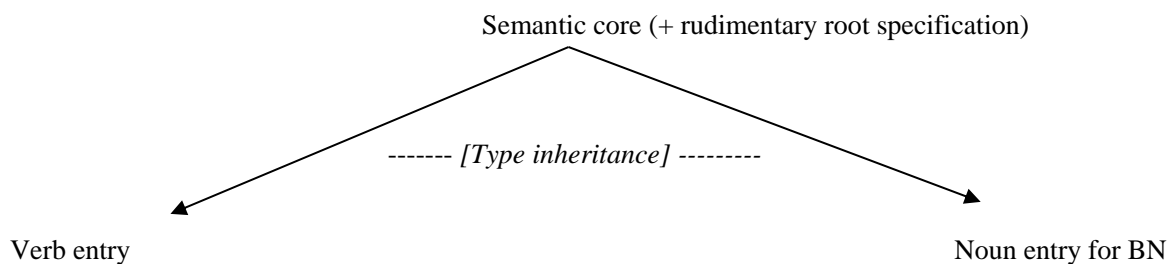 Semantic core (+ rudimentary root specification)
------- [Type inheritance] ---------
Verb entry
Noun entry for BN